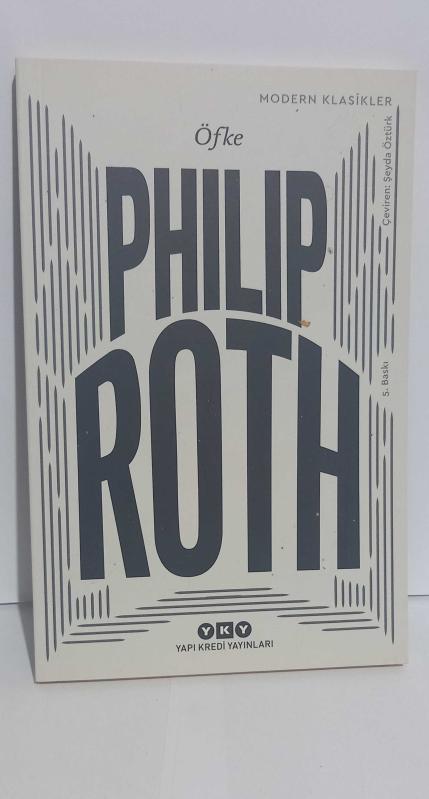 MODERN KLASİKLER
Öfke
PHILIP
ROTH
Çeviren: Şeyda Öztürk
5. Baskı
YKY
YAPI KREDİ YAYINLARI